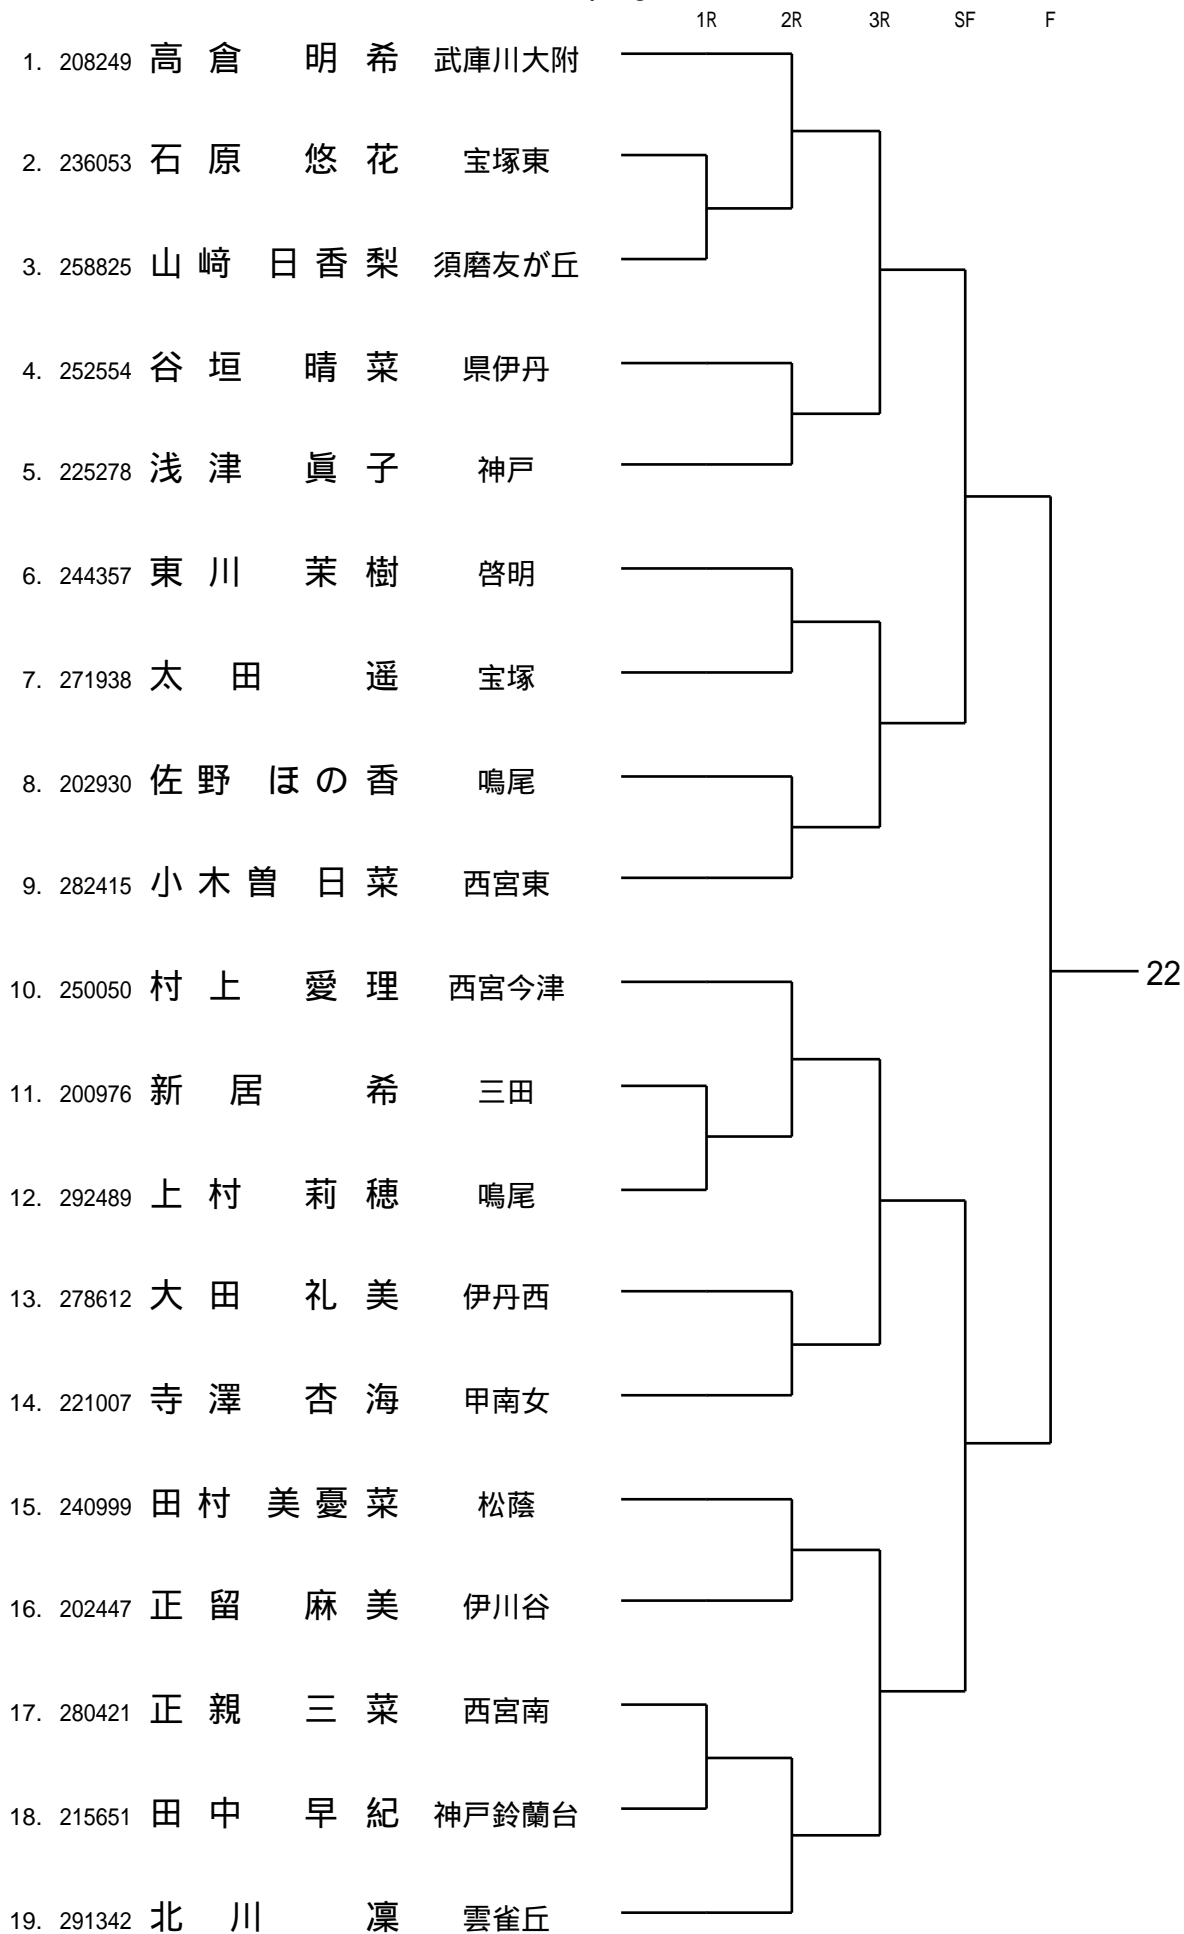 1R 2R 3R SF F
1. 208249 高倉 明希 武庫川大附
2. 236053 石原 悠花 宝塚東
3. 258825 山﨑 日香梨 須磨友が丘
4. 252554 谷垣 晴菜 県伊丹
5. 225278 浅津 眞子 神戸
6. 244357 東川 茉樹 啓明
7. 271938 太田 遥 宝塚
8. 202930 佐野 ほの香 鳴尾
9. 282415 小木曽 日菜 西宮東
10. 250050 村上 愛理 西宮今津
22
11. 200976 新居 希 三田
12. 292489 上村 莉穂 鳴尾
13. 278612 大田 礼美 伊丹西
14. 221007 寺澤 杏海 甲南女
15. 240999 田村 美憂菜 松蔭
16. 202447 正留 麻美 伊川谷
17. 280421 正親 三菜 西宮南
18. 215651 田中 早紀 神戸鈴蘭台
19. 291342 北川 凜 雲雀丘